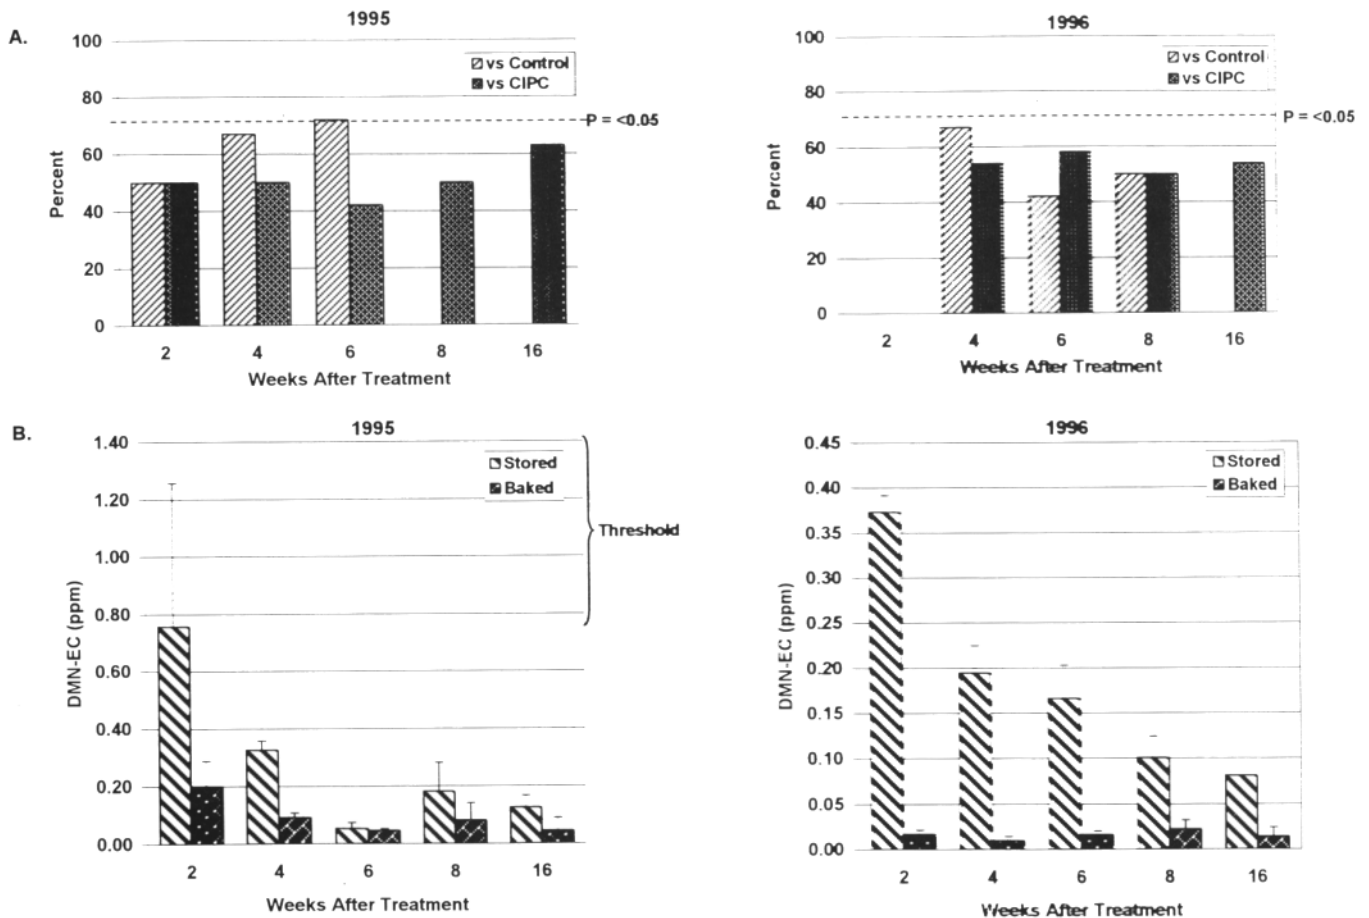 A.
1995
100
80
60
40
20
0
Percent
vs Control
vs CIPC
P = <0.05
2 4 6 8 16
Weeks After Treatment
1996
100
80
60
40
20
0
Percent
vs Control
vs CIPC
P = <0.05
2 4 6 8 16
Weeks After Treatment
B.
1995
1.40
1.20
1.00
0.80
0.60
0.40
0.20
0.00
DMN-EC (ppm)
Stored
Baked
Threshold
2 4 6 8 16
Weeks After Treatment
1996
0.45
0.40
0.35
0.30
0.25
0.20
0.15
0.10
0.05
0.00
DMN-EC (ppm)
Stored
Baked
2 4 6 8 16
Weeks After Treatment